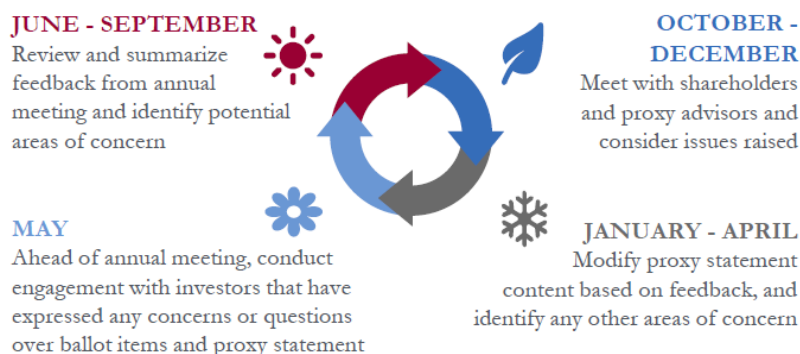 JUNE - SEPTEMBER
Review and summarize
feedback from annual
meeting and identify potential
areas of concern
OCTOBER -
DECEMBER
Meet with shareholders
and proxy advisors and
consider issues raised
MAY
Ahead of annual meeting, conduct
engagement with investors that have
expressed any concerns or questions
over ballot items and proxy statement
JANUARY - APRIL
Modify proxy statement
content based on feedback, and
identify any other areas of concern